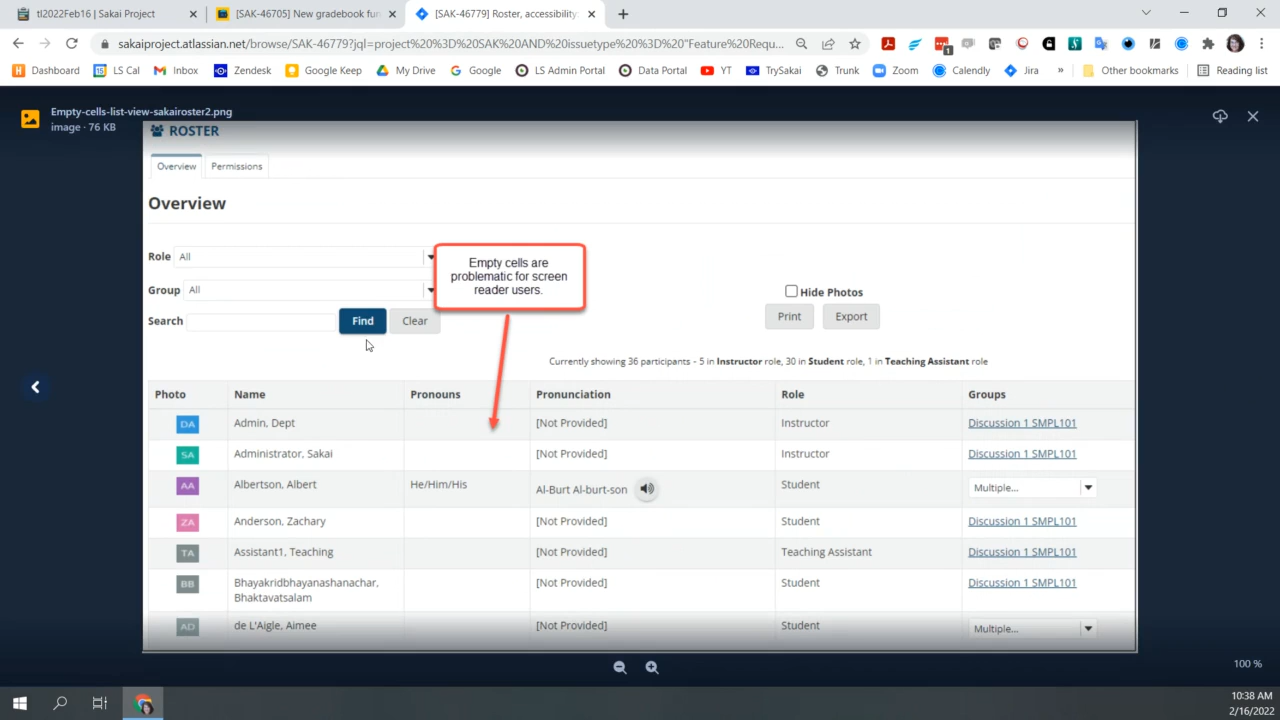 tl2022Feb16 | Sakai Project
[SAK-46705] New gradebook fun
[SAK-46779] Roster, accessibility:
sakaiproject.atlassian.net/browse/SAK-46779?jql=project%20%3D%20SAK%20AND%20issuetype%20%3D%20"Feature%20Requ...
Dashboard
LS Cal
Inbox
Zendesk
Google Keep
My Drive
Google
LS Admin Portal
Data Portal
YT
TrySakai
Trunk
Zoom
Calendly
Jira
»
Other bookmarks
Reading list
Empty-cells-list-view-sakairoster2.png
image - 76 KB
ROSTER
Overview
Permissions
Overview
Role All
Empty cells are
problematic for screen
reader users.
Group All
Hide Photos
Search
Find
Clear
Print
Export
Currently showing 36 participants - 5 in Instructor role, 30 in Student role, 1 in Teaching Assistant role
Photo Name Pronouns Pronunciation Role Groups
DA Admin, Dept [Not Provided] Instructor Discussion 1 SMPL101
SA Administrator, Sakai [Not Provided] Instructor Discussion 1 SMPL101
AA Albertson, Albert He/Him/His Al-Burt Al-burt-son Student Multiple...
ZA Anderson, Zachary [Not Provided] Student Discussion 1 SMPL101
TA Assistant1, Teaching [Not Provided] Teaching Assistant Discussion 1 SMPL101
BB Bhayakridbhayanashanachar, [Not Provided] Student Discussion 1 SMPL101
Bhaktavatsalam
AD de L'Aigle, Aimee [Not Provided] Student Multiple...
100 %
10:38 AM
2/16/2022